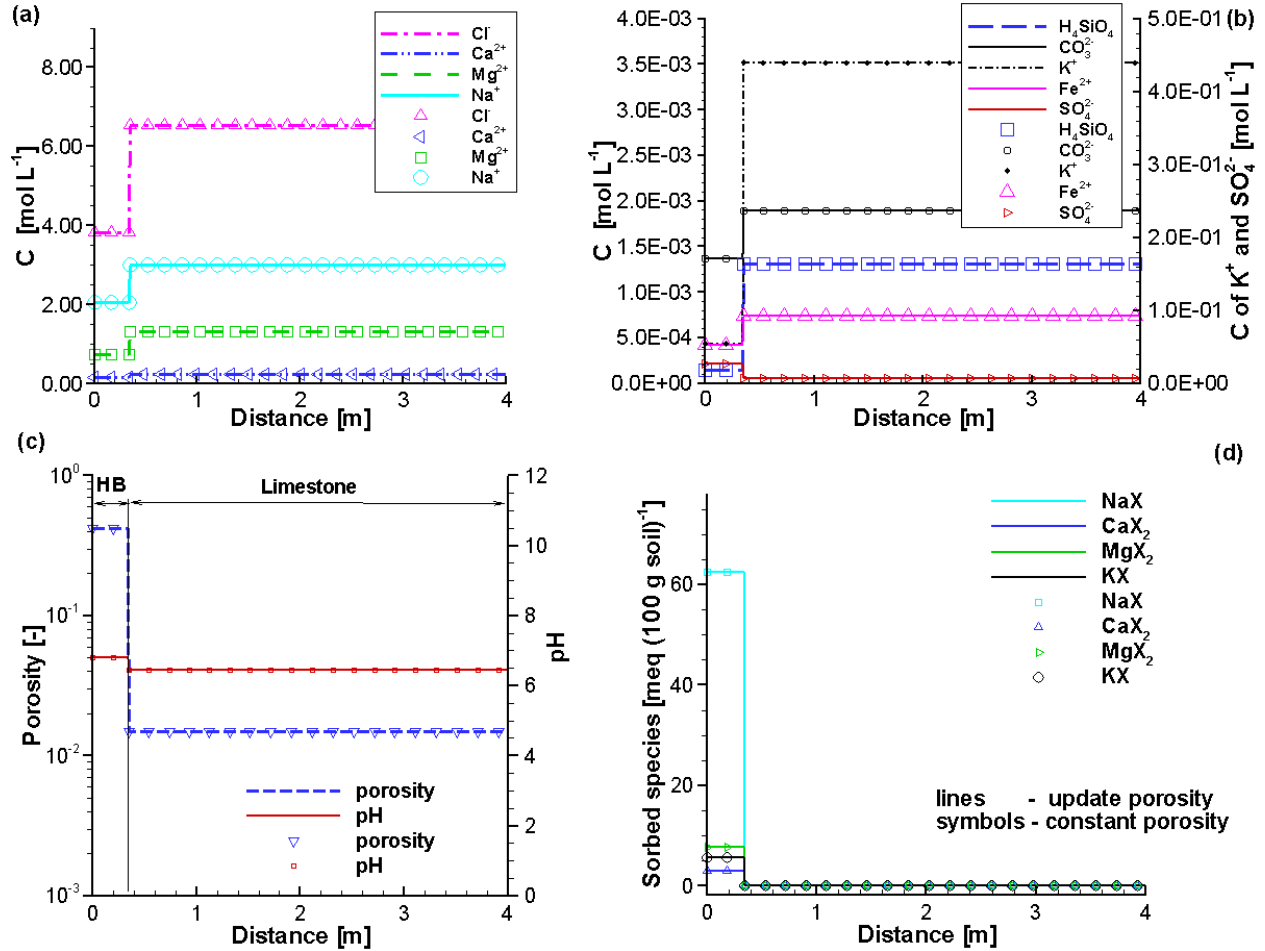 (a)
C [mol L⁻¹]
8.00
6.00
4.00
2.00
0.00
0 1 2 3 4
Distance [m]
Cl⁻
Ca²⁺
Mg²⁺
Na⁺
Cl⁻
Ca²⁺
Mg²⁺
Na⁺
(b)
C [mol L⁻¹]
4.0E-03
3.5E-03
3.0E-03
2.5E-03
2.0E-03
1.5E-03
1.0E-03
5.0E-04
0.0E+00
0 1 2 3 4
Distance [m]
H₄SiO₄
CO₃²⁻
K⁺
Fe²⁺
SO₄²⁻
H₄SiO₄
CO₃²⁻
K⁺
Fe²⁺
SO₄²⁻
5.0E-01
4.0E-01
3.0E-01
2.0E-01
1.0E-01
0.0E+00
C of K⁺ and SO₄²⁻ [mol L⁻¹]
(c)
Porosity [-]
10⁰
10⁻¹
10⁻²
10⁻³
HB
Limestone
porosity
pH
porosity
pH
0 1 2 3 4
Distance [m]
12
10
8
6
4
2
0
pH
(d)
Sorbed species [meq (100 g soil)⁻¹]
60
40
20
0
NaX
CaX₂
MgX₂
KX
NaX
CaX₂
MgX₂
KX
lines - update porosity
symbols - constant porosity
0 1 2 3 4
Distance [m]